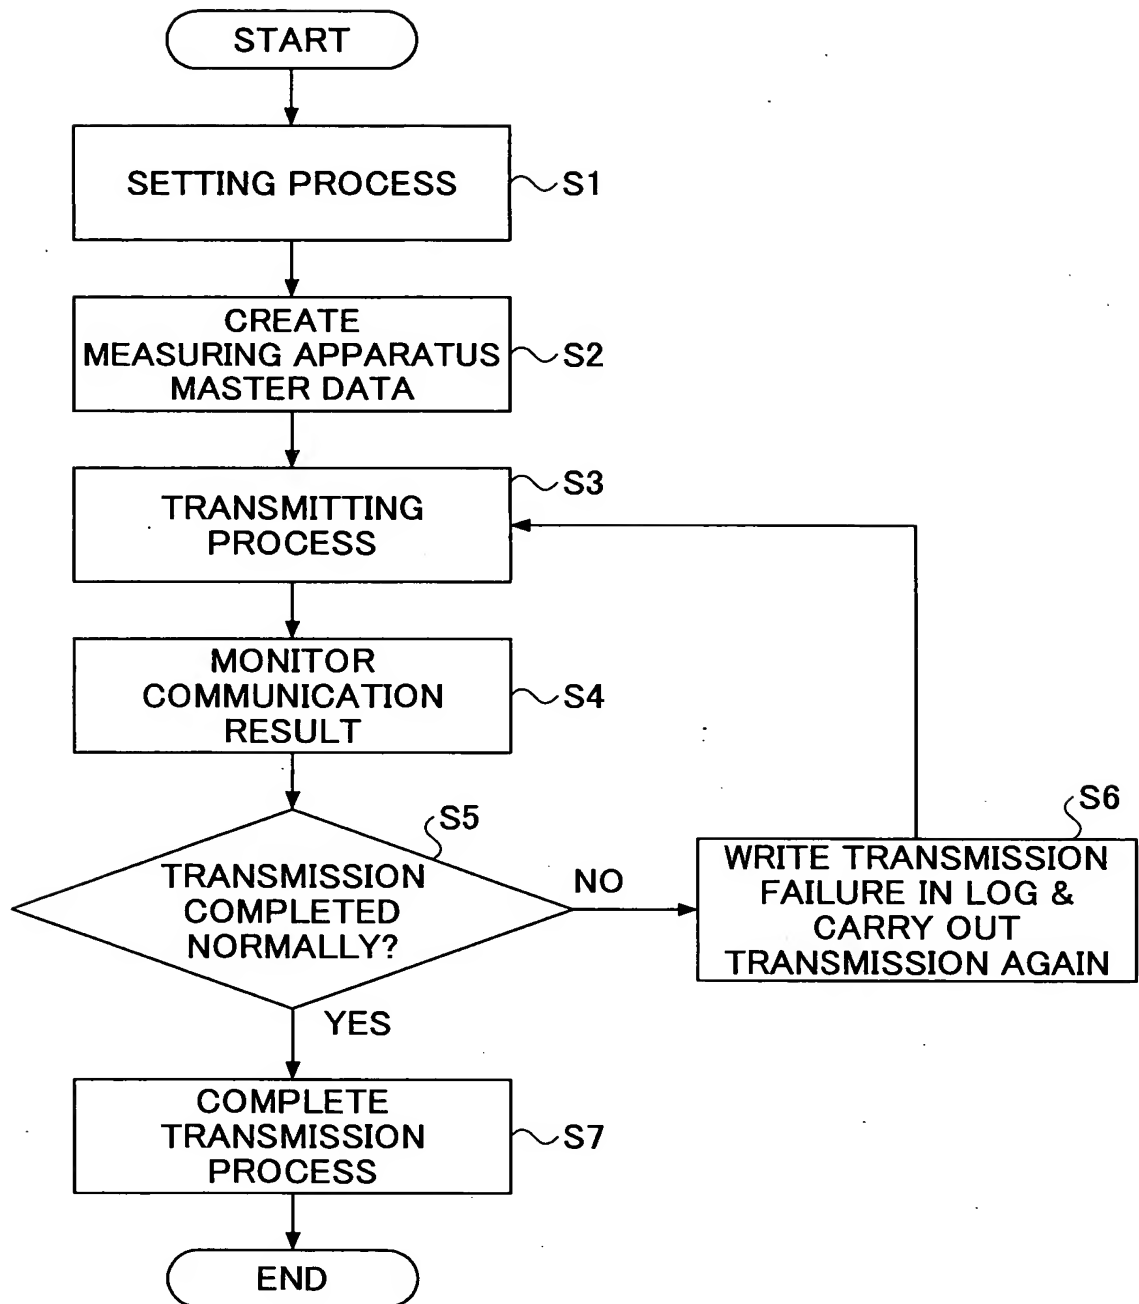 START
SETTING PROCESS
S1
CREATE
MEASURING APPARATUS
MASTER DATA
S2
TRANSMITTING
PROCESS
S3
MONITOR
COMMUNICATION
RESULT
S4
TRANSMISSION
COMPLETED
NORMALLY?
S5
NO
WRITE TRANSMISSION
FAILURE IN LOG &
CARRY OUT
TRANSMISSION AGAIN
S6
YES
COMPLETE
TRANSMISSION
PROCESS
S7
END